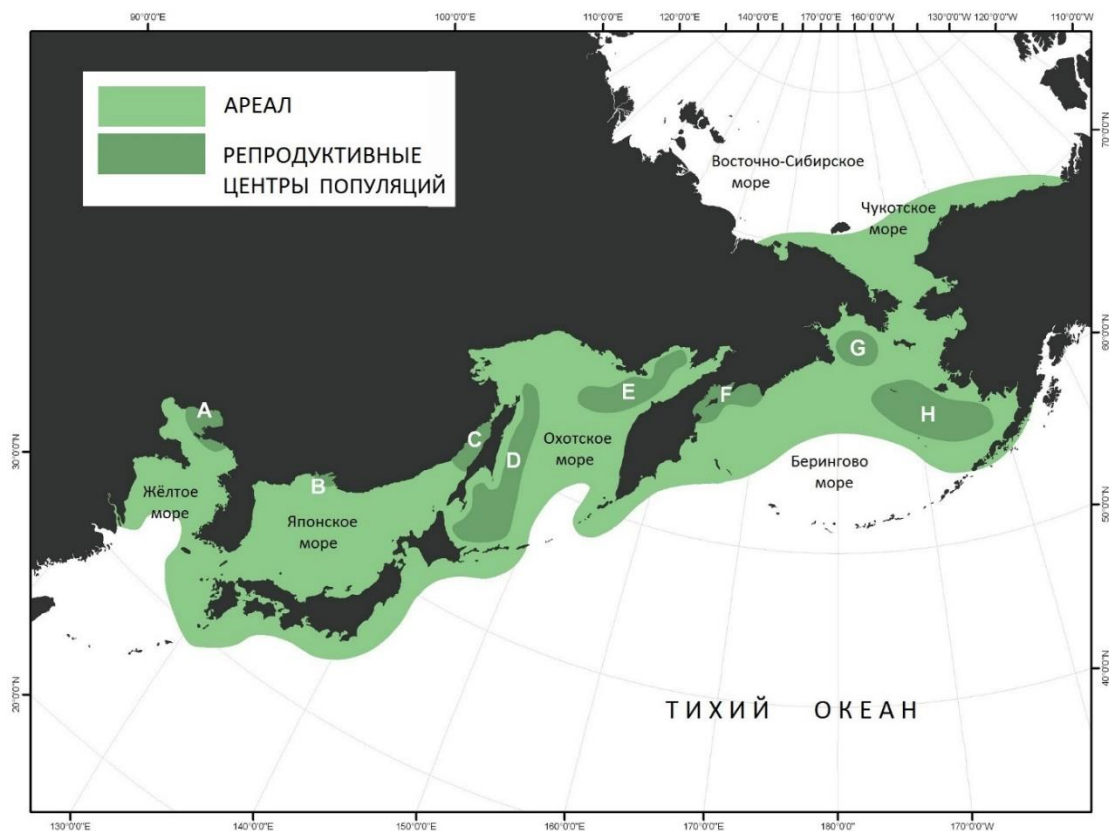 90°0'0"E
100°0'0"E
110°0'0"E
120°0'0"E
140°0'0"E
170°0'0"E
160°0'0"W
130°0'0"W
120°0'0"W
110°0'0"W
АРЕАЛ
РЕПРОДУКТИВНЫЕ
ЦЕНТРЫ ПОПУЛЯЦИЙ
Восточно-Сибирское
море
Чукотское
море
70°0'0"N
60°0'0"N
50°0'0"N
40°0'0"N
30°0'0"N
20°0'0"N
A
B
C
D
E
F
G
H
Жёлтое
море
Японское
море
Охотское
море
Берингово
море
ТИХИЙ ОКЕАН
130°0'0"E
140°0'0"E
150°0'0"E
160°0'0"E
170°0'0"E
180°0'0"
170°0'0"W